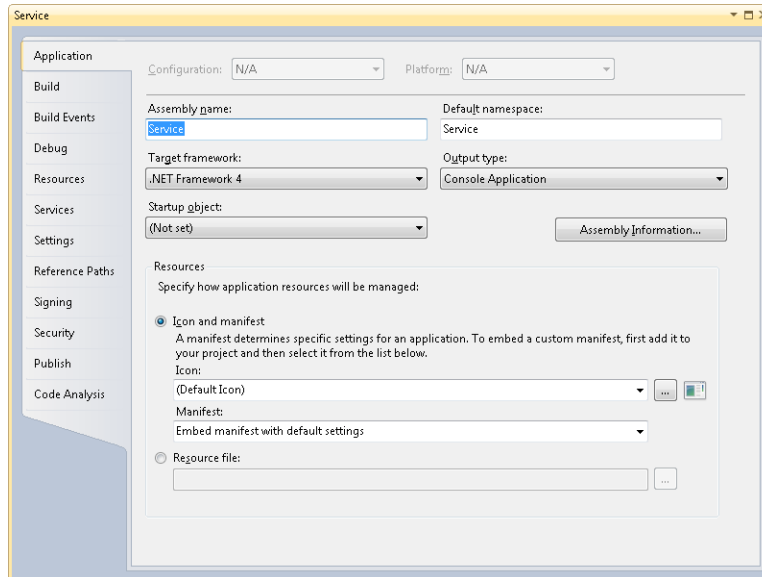 Service
Application
Build
Build Events
Debug
Resources
Services
Settings
Reference Paths
Signing
Security
Publish
Code Analysis
Configuration: N/A Platform: N/A
Assembly name: Default namespace:
Service Service
Target framework: Output type:
.NET Framework 4 Console Application
Startup object:
(Not set) Assembly Information...
Resources
Specify how application resources will be managed:
Icon and manifest
A manifest determines specific settings for an application. To embed a custom manifest, first add it to
your project and then select it from the list below.
Icon:
(Default Icon) ...
Manifest:
Embed manifest with default settings
Resource file:
...